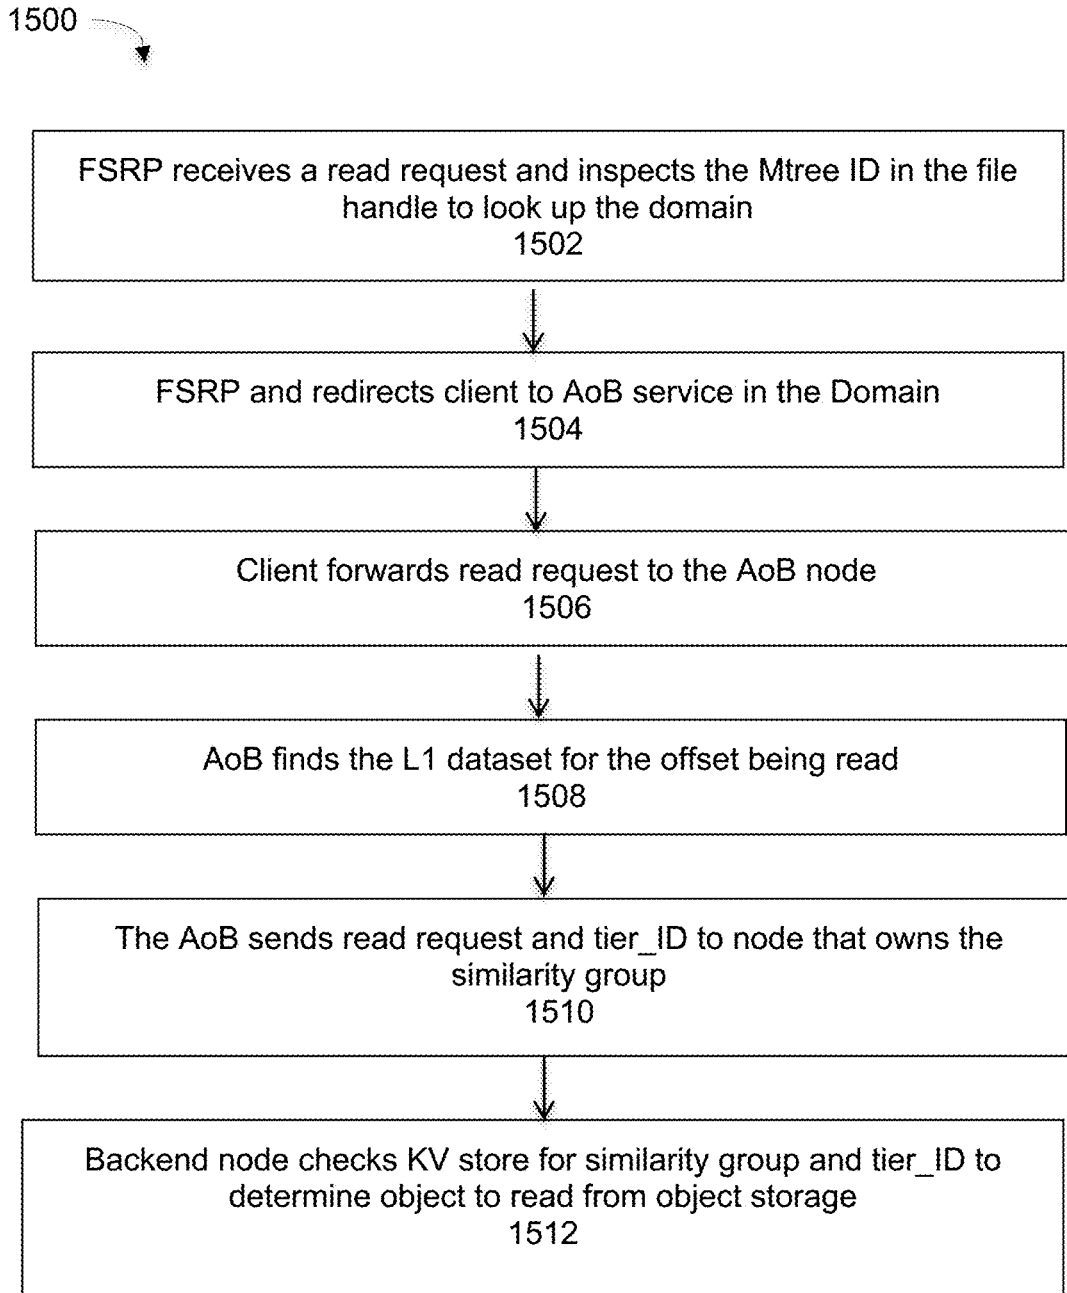 1500
FSRP receives a read request and inspects the Mtree ID in the file
handle to look up the domain
1502
FSRP and redirects client to AoB service in the Domain
1504
Client forwards read request to the AoB node
1506
AoB finds the L1 dataset for the offset being read
1508
The AoB sends read request and tier_ID to node that owns the
similarity group
1510
Backend node checks KV store for similarity group and tier_ID to
determine object to read from object storage
1512